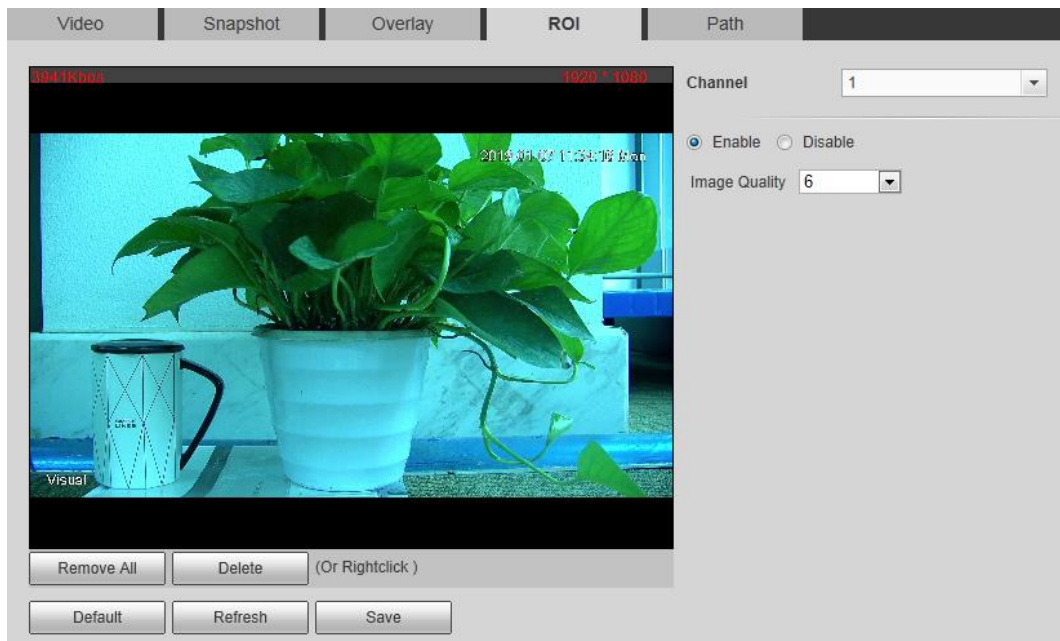 Video Snapshot Overlay ROI Path
3941Kbps 1920 * 1080
Channel 1
Enable Disable
Image Quality 6
Visual
Remove All Delete (Or Rightclick )
Default Refresh Save